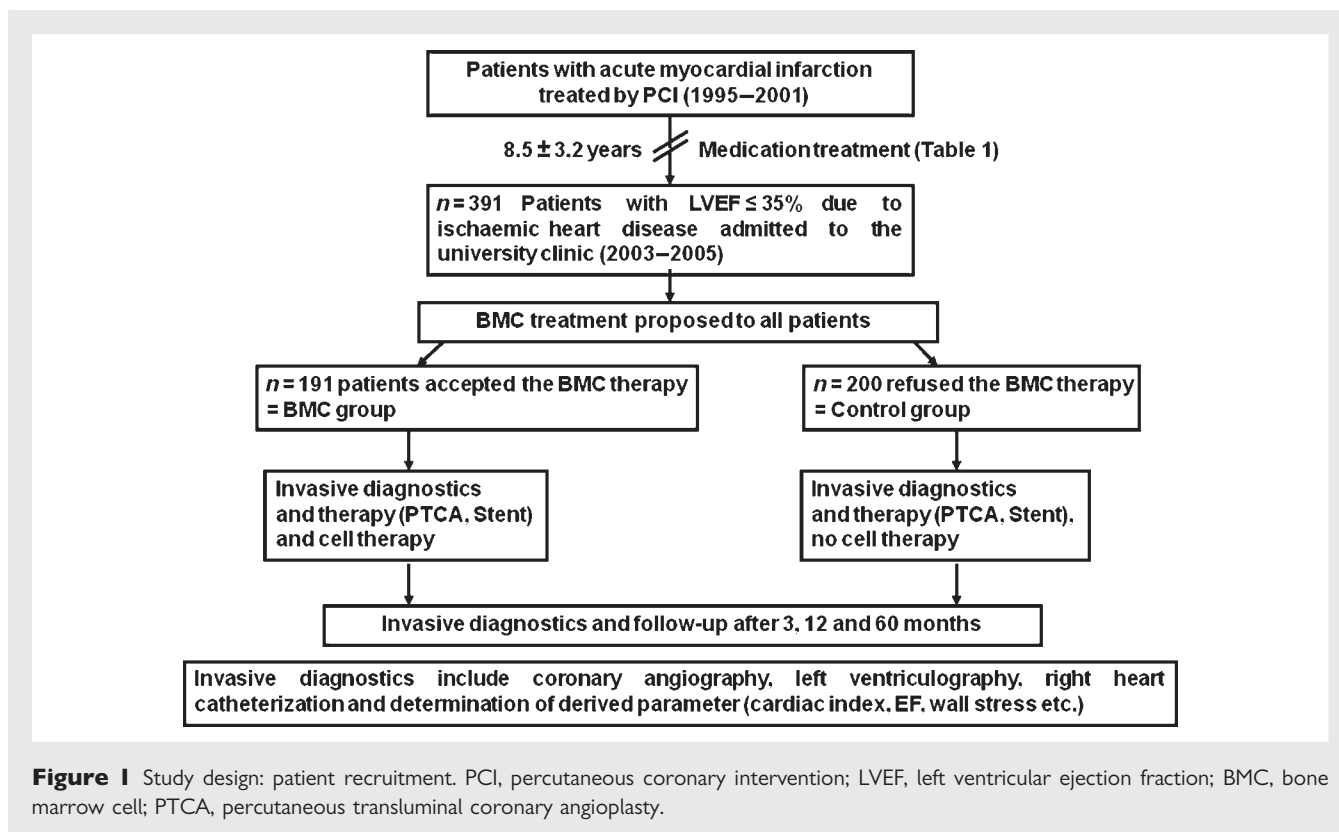 Patients with acute myocardial infarction
treated by PCI (1995–2001)
8.5 ± 3.2 years
Medication treatment (Table 1)
n = 391 Patients with LVEF ≤ 35% due to
ischaemic heart disease admitted to the
university clinic (2003–2005)
BMC treatment proposed to all patients
n = 191 patients accepted the BMC therapy
= BMC group
n = 200 refused the BMC therapy
= Control group
Invasive diagnostics
and therapy (PTCA, Stent)
and cell therapy
Invasive diagnostics
and therapy (PTCA, Stent),
no cell therapy
Invasive diagnostics and follow-up after 3, 12 and 60 months
Invasive diagnostics include coronary angiography, left ventriculography, right heart
catheterization and determination of derived parameter (cardiac index, EF, wall stress etc.)
Figure 1 Study design: patient recruitment. PCI, percutaneous coronary intervention; LVEF, left ventricular ejection fraction; BMC, bone
marrow cell; PTCA, percutaneous transluminal coronary angioplasty.